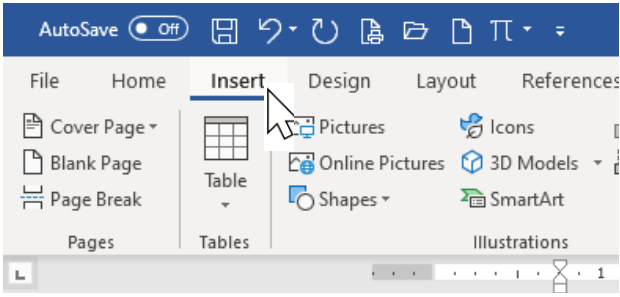 AutoSave Off
File Home Insert Design Layout References
Cover Page Pictures Icons
Blank Page Online Pictures 3D Models
Table
Page Break Shapes SmartArt
Pages Tables Illustrations
L 1